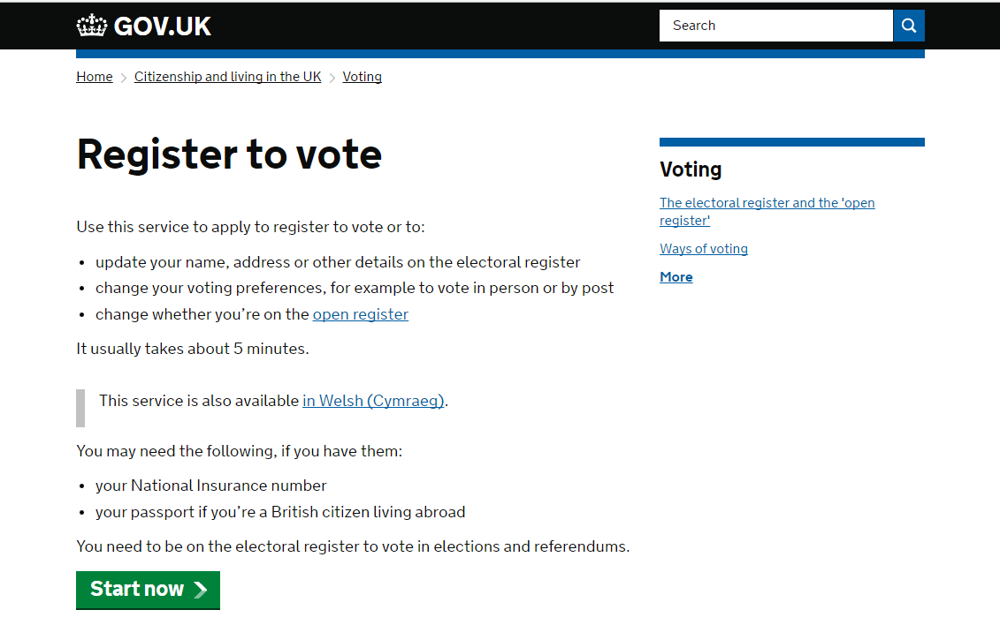 GOV.UK
Search
Home > Citizenship and living in the UK > Voting
Register to vote
Use this service to apply to register to vote or to:
• update your name, address or other details on the electoral register
• change your voting preferences, for example to vote in person or by post
• change whether you’re on the open register
It usually takes about 5 minutes.
This service is also available in Welsh (Cymraeg).
You may need the following, if you have them:
• your National Insurance number
• your passport if you’re a British citizen living abroad
You need to be on the electoral register to vote in elections and referendums.
Start now
Voting
The electoral register and the 'open
register'
Ways of voting
More